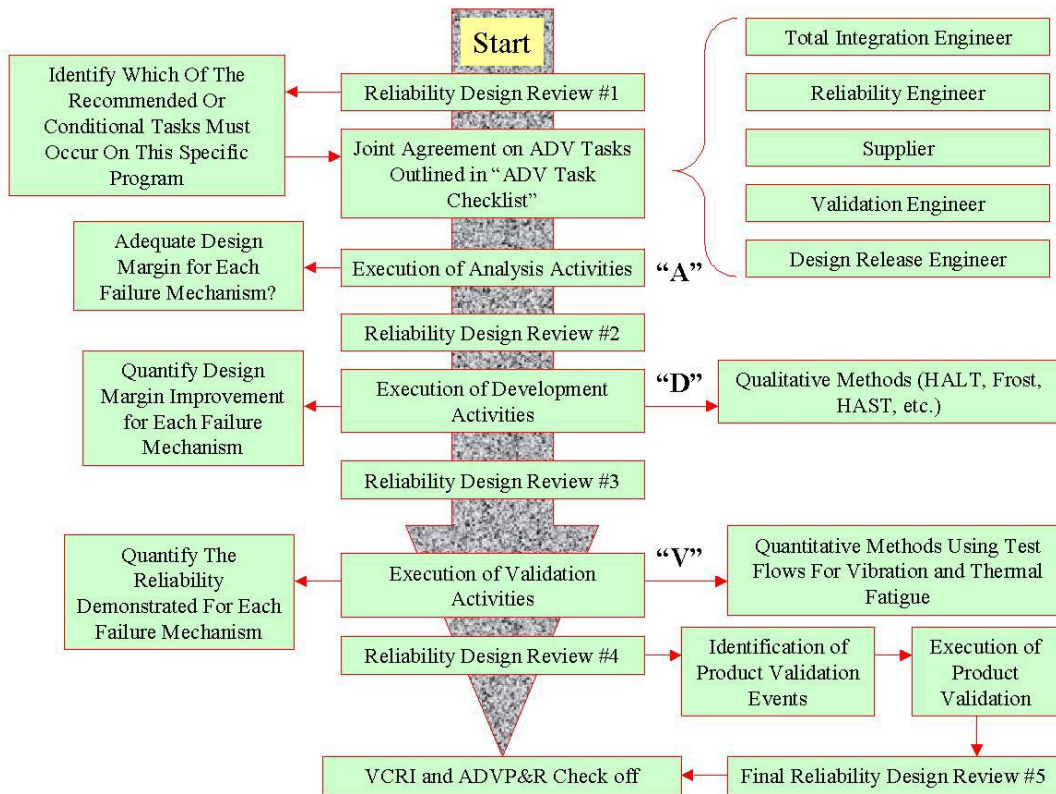 Start
Identify Which Of The
Recommended Or
Conditional Tasks Must
Occur On This Specific
Program
Reliability Design Review #1
Joint Agreement on ADV Tasks
Outlined in “ADV Task
Checklist”
Total Integration Engineer
Reliability Engineer
Supplier
Validation Engineer
Design Release Engineer
Adequate Design
Margin for Each
Failure Mechanism?
Execution of Analysis Activities
“A”
Reliability Design Review #2
Quantify Design
Margin Improvement
for Each Failure
Mechanism
Execution of Development
Activities
“D”
Qualitative Methods (HALT, Frost,
HAST, etc.)
Reliability Design Review #3
Quantify The
Reliability
Demonstrated For Each
Failure Mechanism
Execution of Validation
Activities
“V”
Quantitative Methods Using Test
Flows For Vibration and Thermal
Fatigue
Reliability Design Review #4
Identification of
Product Validation
Events
Execution of
Product
Validation
VCRI and ADVP&R Check off
Final Reliability Design Review #5